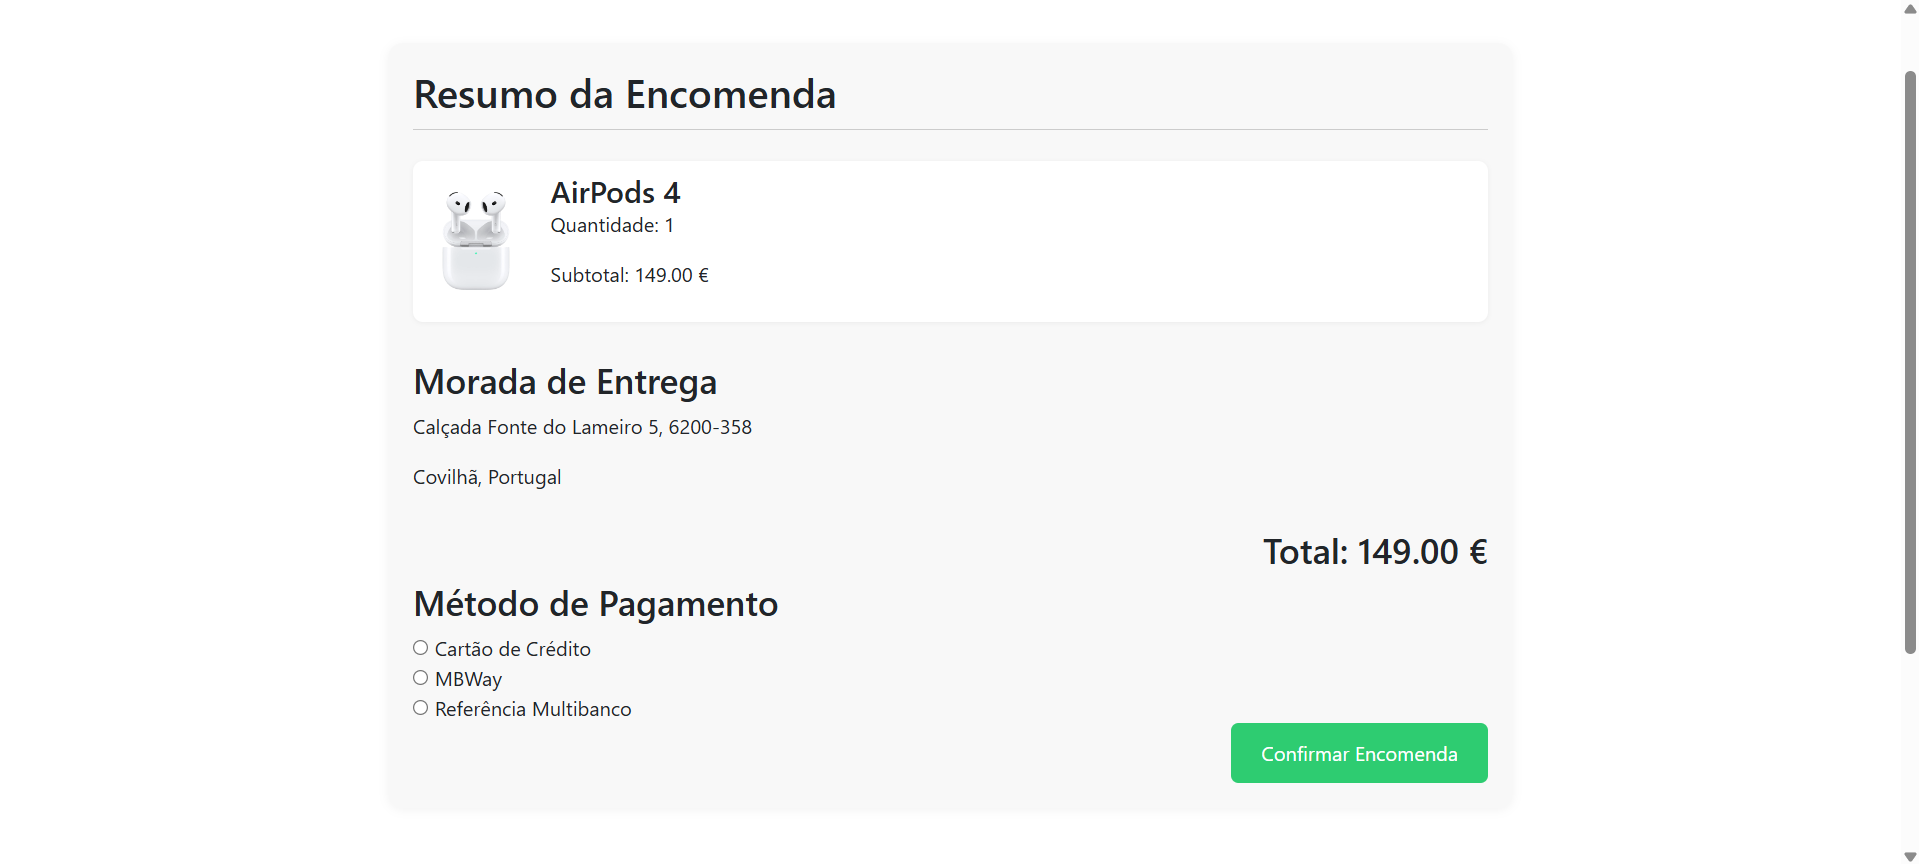 Resumo da Encomenda
AirPods 4
Quantidade: 1
Subtotal: 149.00 €
Morada de Entrega
Calçada Fonte do Lameiro 5, 6200-358
Covilhã, Portugal
Total: 149.00 €
Método de Pagamento
Cartão de Crédito
MBWay
Referência Multibanco
Confirmar Encomenda